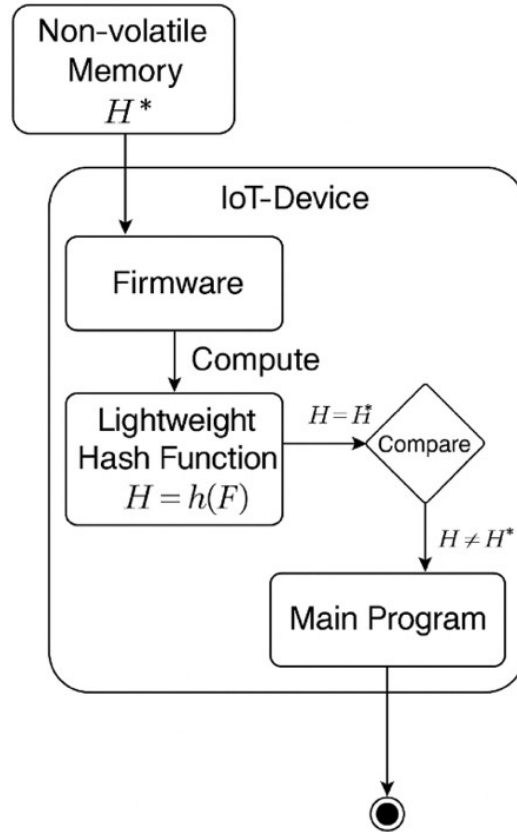 Non-volatile
Memory
H*
IoT-Device
Firmware
Compute
Lightweight
Hash Function
H = h(F)
H = H*
Compare
H ≠ H*
Main Program